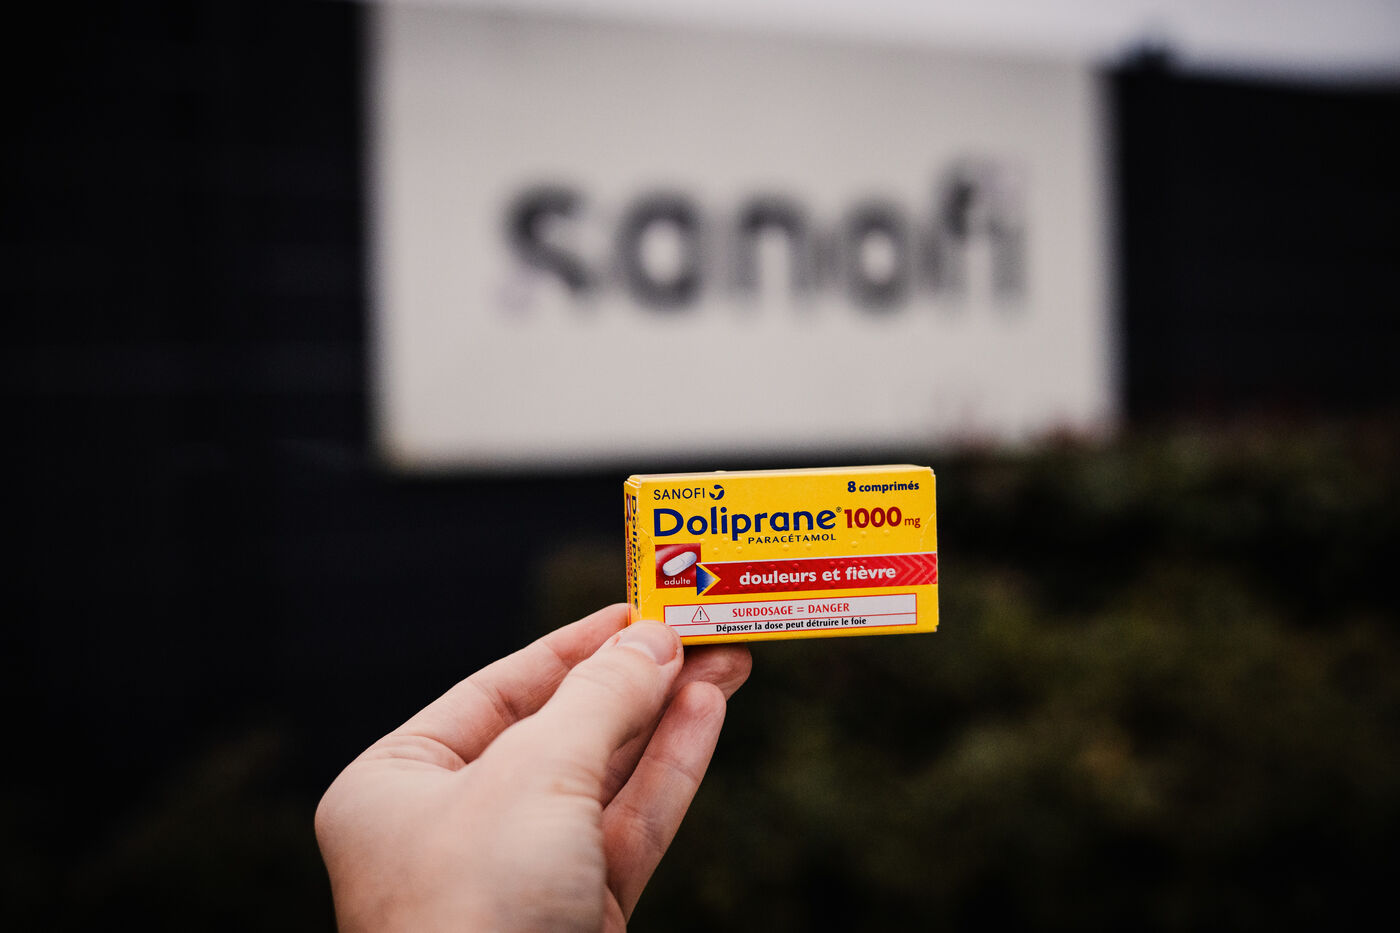 sanofi
SANOFI
8 comprimés
Doliprane® 1000 mg
PARACÉTAMOL
adulte
douleurs et fièvre
SURDOSAGE = DANGER
Dépasser la dose peut détruire le foie
Doliprane